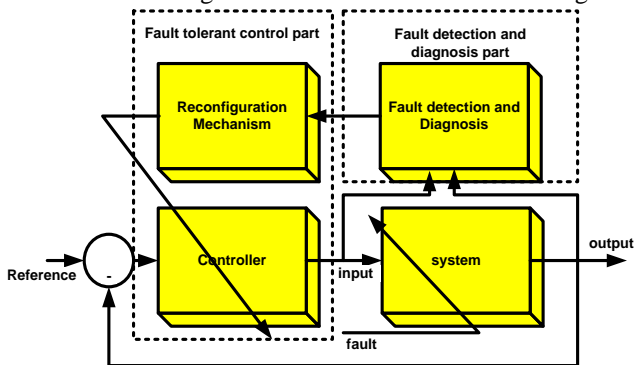 Fault tolerant control part
Fault detection and
diagnosis part
Reconfiguration
Mechanism
Fault detection and
Diagnosis
Controller
system
output
input
Reference
-
fault